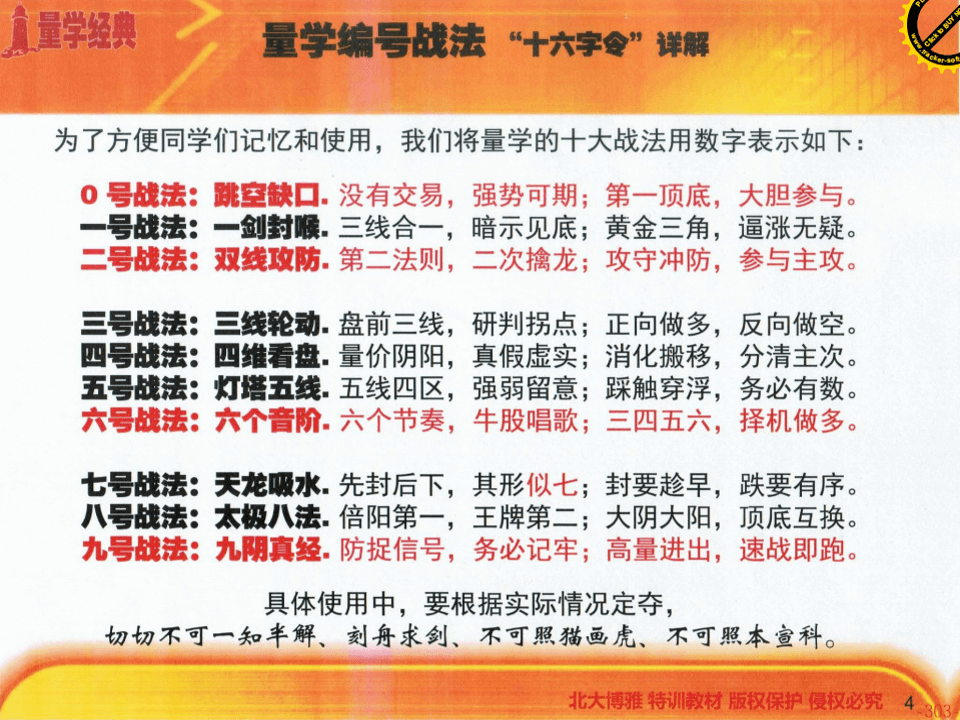 量学经典
量学编号战法 “十六字令”详解
Click to BUY NOW
www.tracker-soft
为了方便同学们记忆和使用，我们将量学的十大战法用数字表示如下：
0 号战法：跳空缺口. 没有交易，强势可期；第一顶底，大胆参与。
一号战法：一剑封喉. 三线合一，暗示见底；黄金三角，逼涨无疑。
二号战法：双线攻防. 第二法则，二次擒龙；攻守冲防，参与主攻。
三号战法：三线轮动. 盘前三线，研判拐点；正向做多，反向做空。
四号战法：四维看盘. 量价阴阳，真假虚实；消化搬移，分清主次。
五号战法：灯塔五线. 五线四区，强弱留意；踩触穿浮，务必有数。
六号战法：六个音阶. 六个节奏，牛股唱歌；三四五六，择机做多。
七号战法：天龙吸水. 先封后下，其形似七；封要趁早，跌要有序。
八号战法：太极八法. 倍阳第一，王牌第二；大阴大阳，顶底互换。
九号战法：九阴真经. 防捉信号，务必记牢；高量进出，速战即跑。
具体使用中，要根据实际情况定夺，
切切不可一知半解、刻舟求剑、不可照猫画虎、不可照本宣科。
北大博雅 特训教材 版权保护 侵权必究 4
-303-